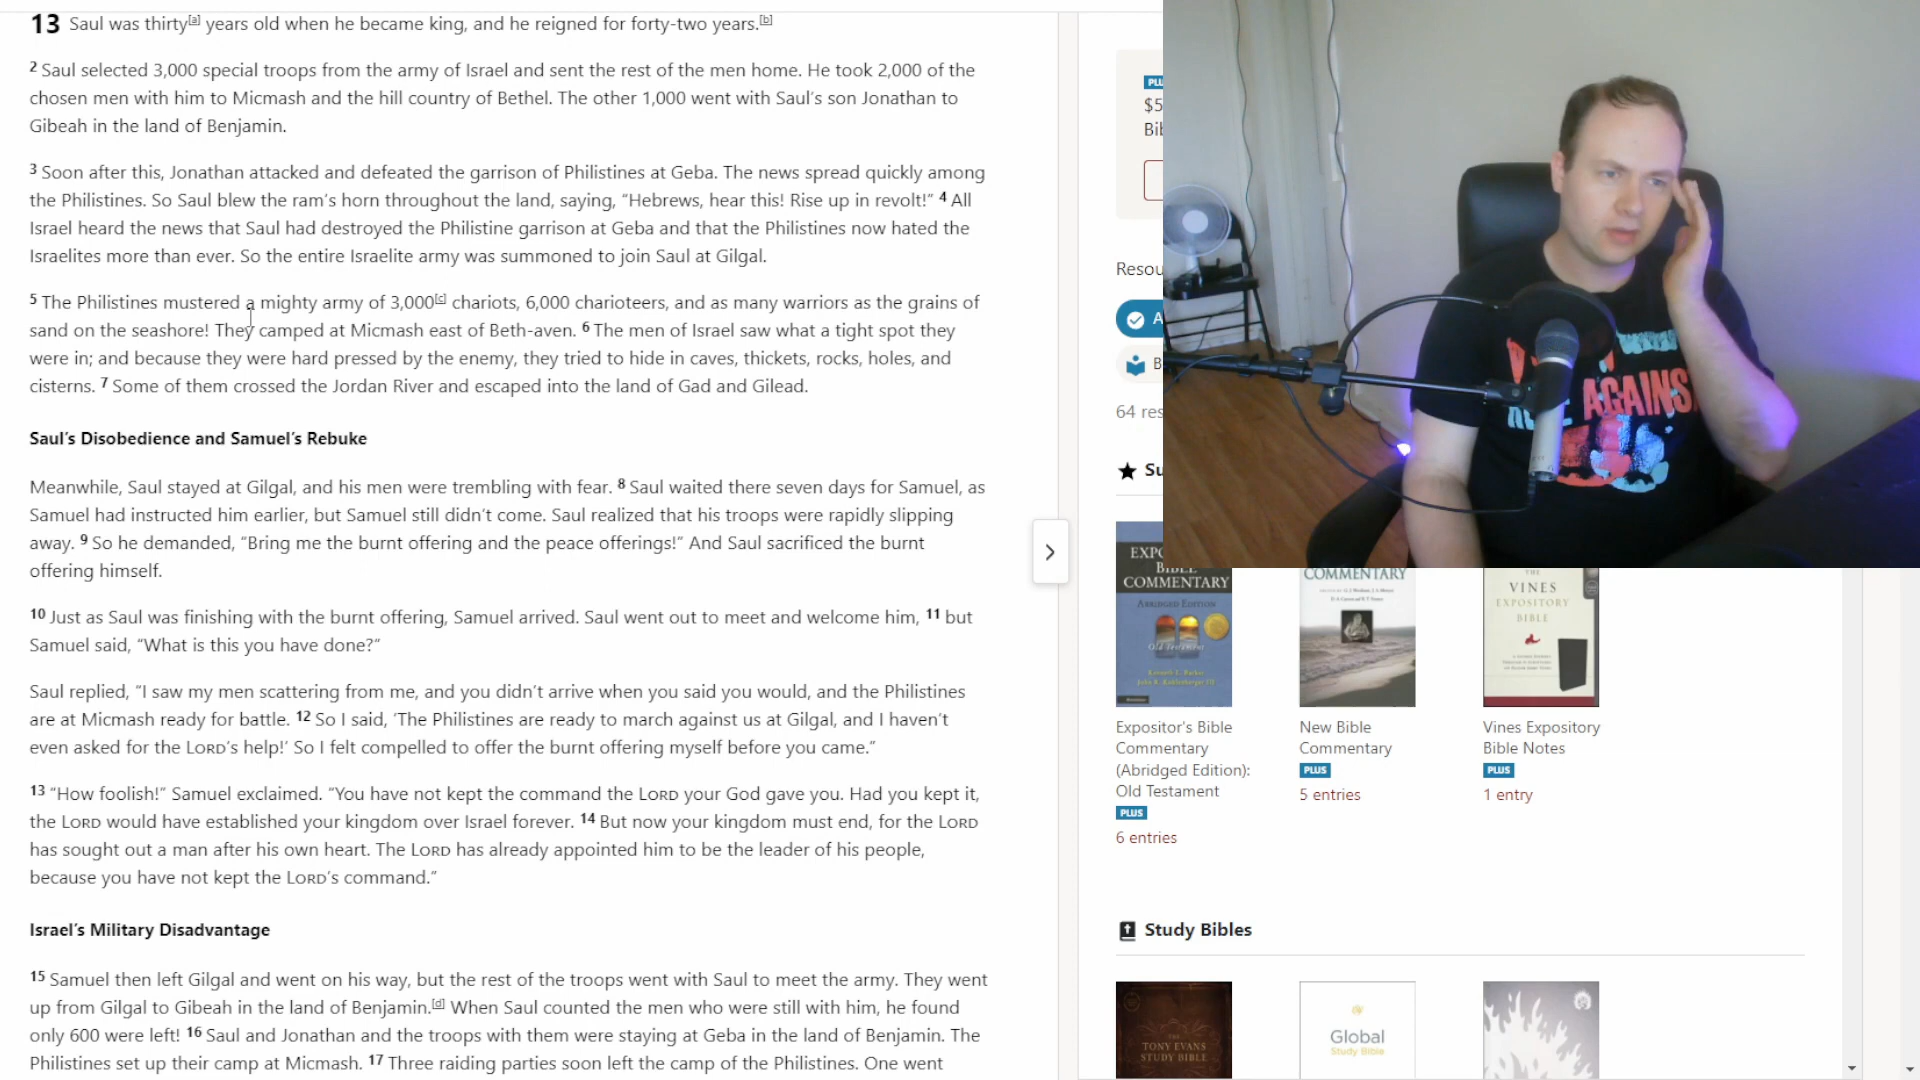 13 Saul was thirty[a] years old when he became king, and he reigned for forty-two years.[b]
2 Saul selected 3,000 special troops from the army of Israel and sent the rest of the men home. He took 2,000 of the
chosen men with him to Micmash and the hill country of Bethel. The other 1,000 went with Saul’s son Jonathan to
Gibeah in the land of Benjamin.
3 Soon after this, Jonathan attacked and defeated the garrison of Philistines at Geba. The news spread quickly among
the Philistines. So Saul blew the ram’s horn throughout the land, saying, “Hebrews, hear this! Rise up in revolt!” 4 All
Israel heard the news that Saul had destroyed the Philistine garrison at Geba and that the Philistines now hated the
Israelites more than ever. So the entire Israelite army was summoned to join Saul at Gilgal.
5 The Philistines mustered a mighty army of 3,000[c] chariots, 6,000 charioteers, and as many warriors as the grains of
sand on the seashore! They camped at Micmash east of Beth-aven. 6 The men of Israel saw what a tight spot they
were in; and because they were hard pressed by the enemy, they tried to hide in caves, thickets, rocks, holes, and
cisterns. 7 Some of them crossed the Jordan River and escaped into the land of Gad and Gilead.
Saul’s Disobedience and Samuel’s Rebuke
Meanwhile, Saul stayed at Gilgal, and his men were trembling with fear. 8 Saul waited there seven days for Samuel, as
Samuel had instructed him earlier, but Samuel still didn’t come. Saul realized that his troops were rapidly slipping
away. 9 So he demanded, “Bring me the burnt offering and the peace offerings!” And Saul sacrificed the burnt
offering himself.
10 Just as Saul was finishing with the burnt offering, Samuel arrived. Saul went out to meet and welcome him, 11 but
Samuel said, “What is this you have done?”
Saul replied, “I saw my men scattering from me, and you didn’t arrive when you said you would, and the Philistines
are at Micmash ready for battle. 12 So I said, ‘The Philistines are ready to march against us at Gilgal, and I haven’t
even asked for the LORD’s help!’ So I felt compelled to offer the burnt offering myself before you came.”
13 “How foolish!” Samuel exclaimed. “You have not kept the command the LORD your God gave you. Had you kept it,
the LORD would have established your kingdom over Israel forever. 14 But now your kingdom must end, for the LORD
has sought out a man after his own heart. The LORD has already appointed him to be the leader of his people,
because you have not kept the LORD’s command.”
Israel’s Military Disadvantage
15 Samuel then left Gilgal and went on his way, but the rest of the troops went with Saul to meet the army. They went
up from Gilgal to Gibeah in the land of Benjamin.[d] When Saul counted the men who were still with him, he found
only 600 were left! 16 Saul and Jonathan and the troops with them were staying at Geba in the land of Benjamin. The
Philistines set up their camp at Micmash. 17 Three raiding parties soon left the camp of the Philistines. One went
PLU
$5
Bib
Resou
A
B
64 res
Su
AGAINS
EXPO
BIBLE
COMMENTARY
ABRIDGED EDITION
Old Testament
COMMENTARY
THE
VINES
EXPOSITORY
BIBLE
Expositor's Bible
Commentary
(Abridged Edition):
Old Testament
PLUS
6 entries
New Bible
Commentary
PLUS
5 entries
Vines Expository
Bible Notes
PLUS
1 entry
Study Bibles
THE
TONY EVANS
STUDY BIBLE
Global
Study Bible